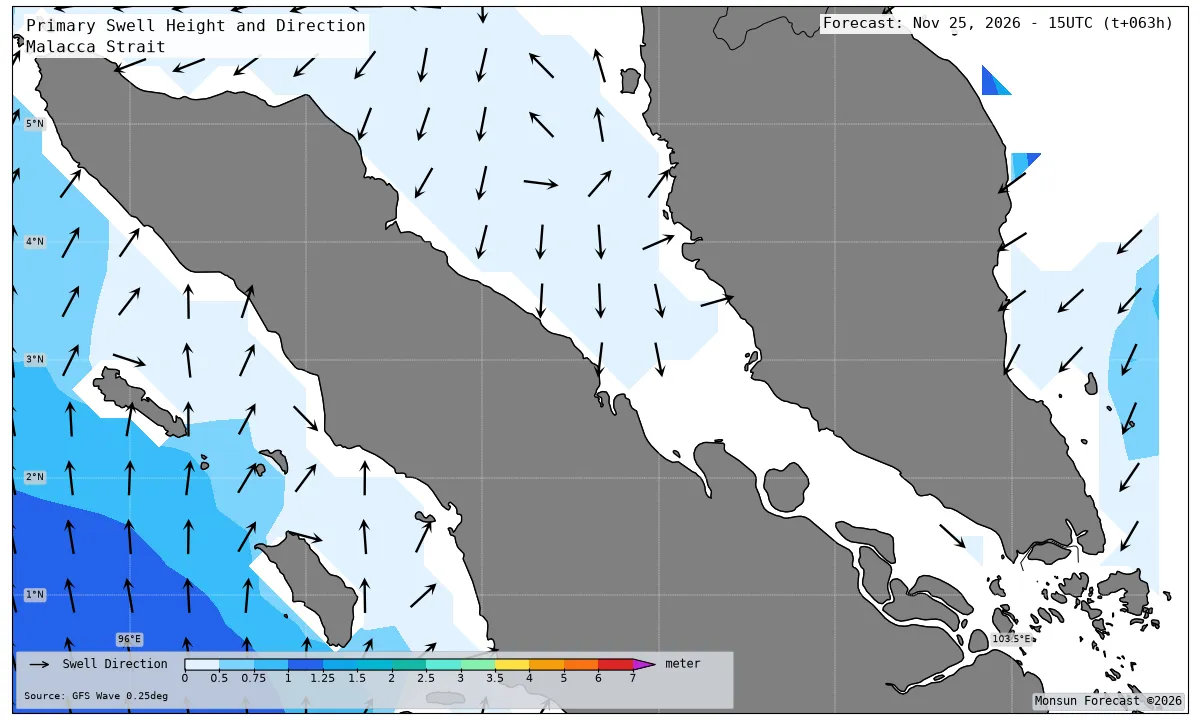 Primary Swell Height and Direction
Malacca Strait
Forecast: Nov 25, 2026 - 15UTC (t+063h)
5°N
4°N
3°N
2°N
1°N
96°E
103.5°E
Swell Direction
0 0.5 0.75 1 1.25 1.5 2 2.5 3 3.5 4 5 6 7
meter
Source: GFS Wave 0.25deg
Monsun Forecast ©2026